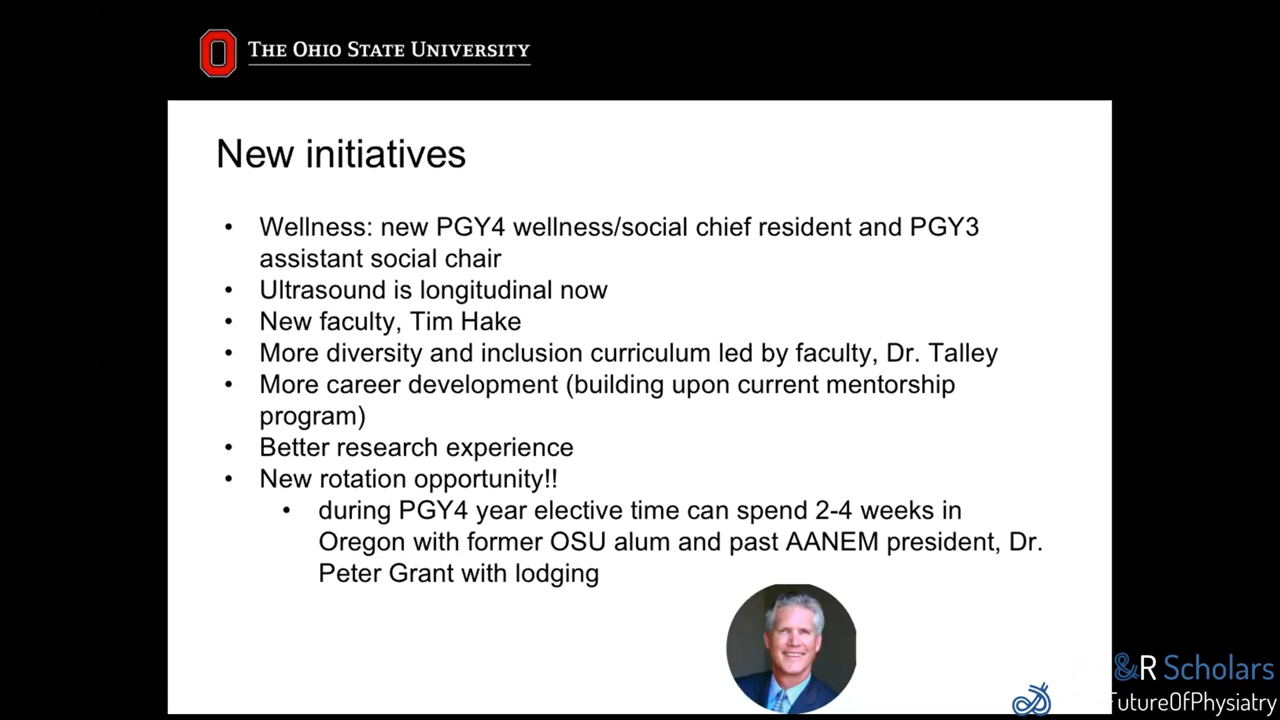 THE OHIO STATE UNIVERSITY
New initiatives
• Wellness: new PGY4 wellness/social chief resident and PGY3
assistant social chair
• Ultrasound is longitudinal now
• New faculty, Tim Hake
• More diversity and inclusion curriculum led by faculty, Dr. Talley
• More career development (building upon current mentorship
program)
• Better research experience
• New rotation opportunity!!
• during PGY4 year elective time can spend 2-4 weeks in
Oregon with former OSU alum and past AANEM president, Dr.
Peter Grant with lodging
&R Scholars
FutureOfPhysiatry